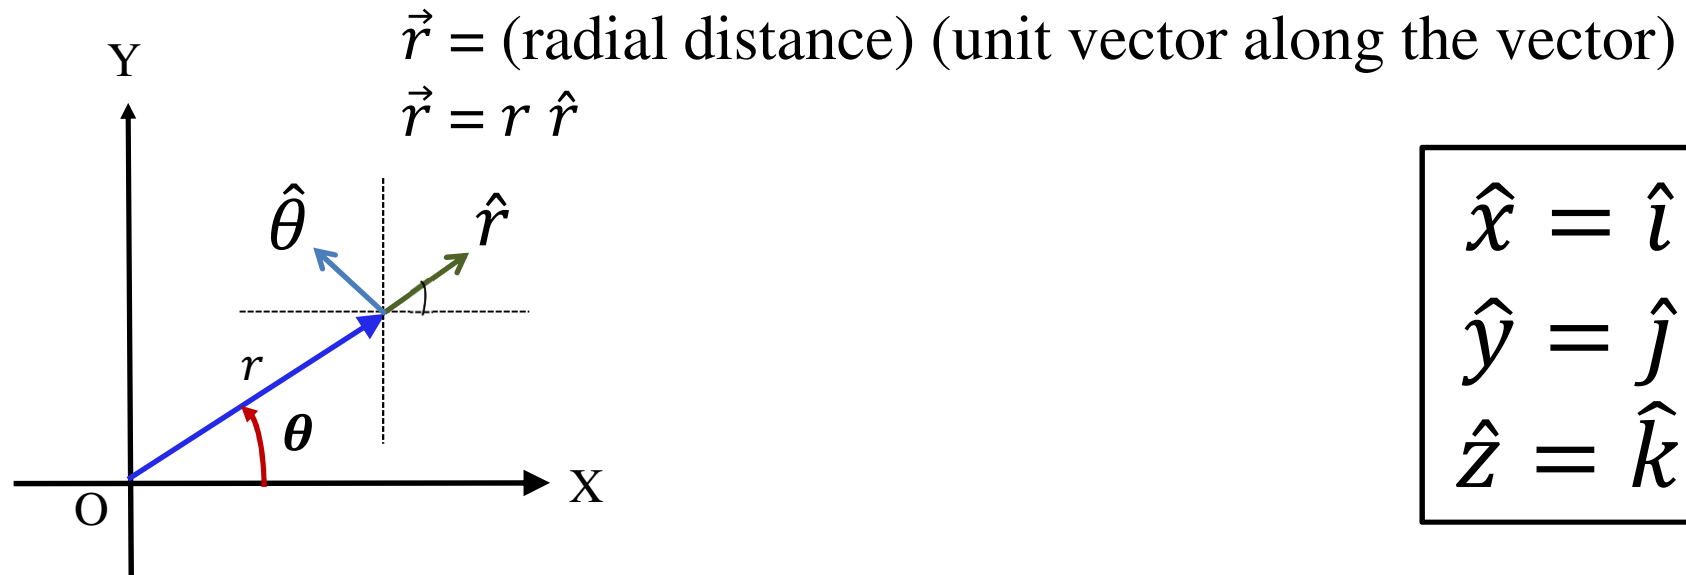 r⃗ = (radial distance) (unit vector along the vector)
r⃗ = r r̂
Y
θ̂
r̂
r
θ
X
O
x̂ = î
ŷ = ĵ
ẑ = k̂